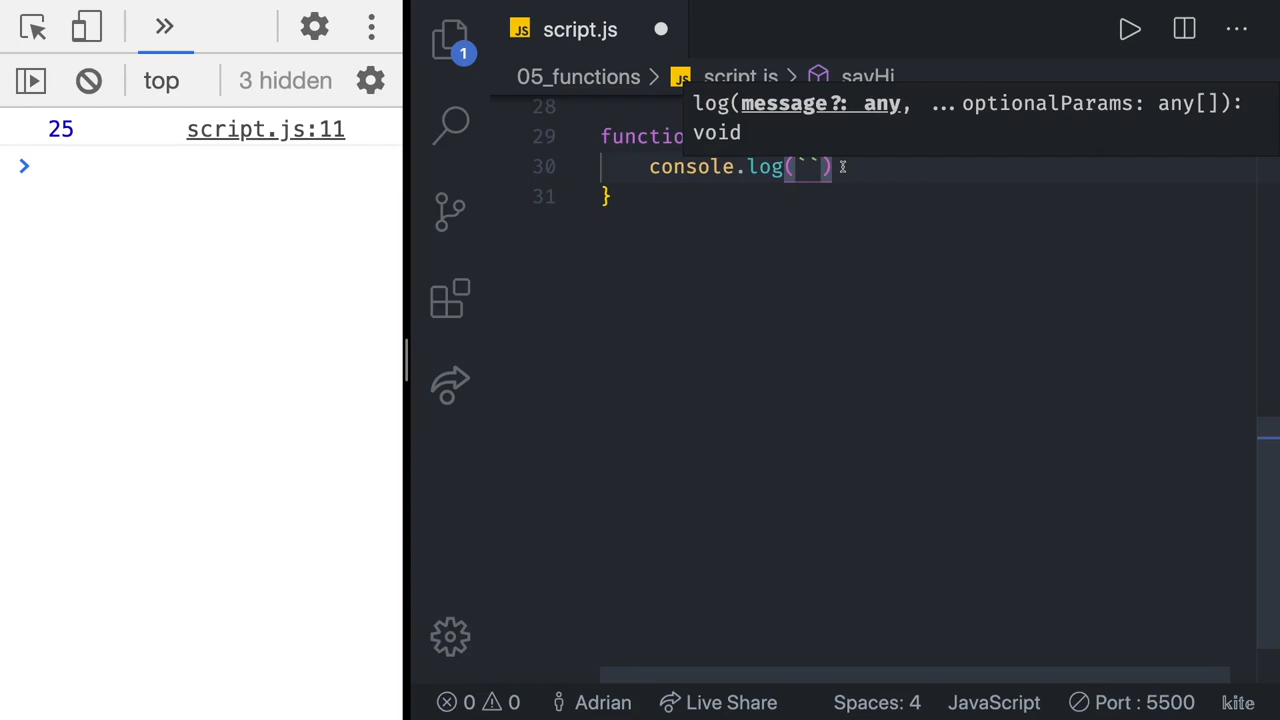 top
3 hidden
25 script.js:11
JS script.js
1
05_functions > JS script.js > sayHi
log(message?: any, ...optionalParams: any[]):
void
28
29 functio
30 console.log(``)
31 }
0 0 Adrian Live Share Spaces: 4 JavaScript Port : 5500 kite